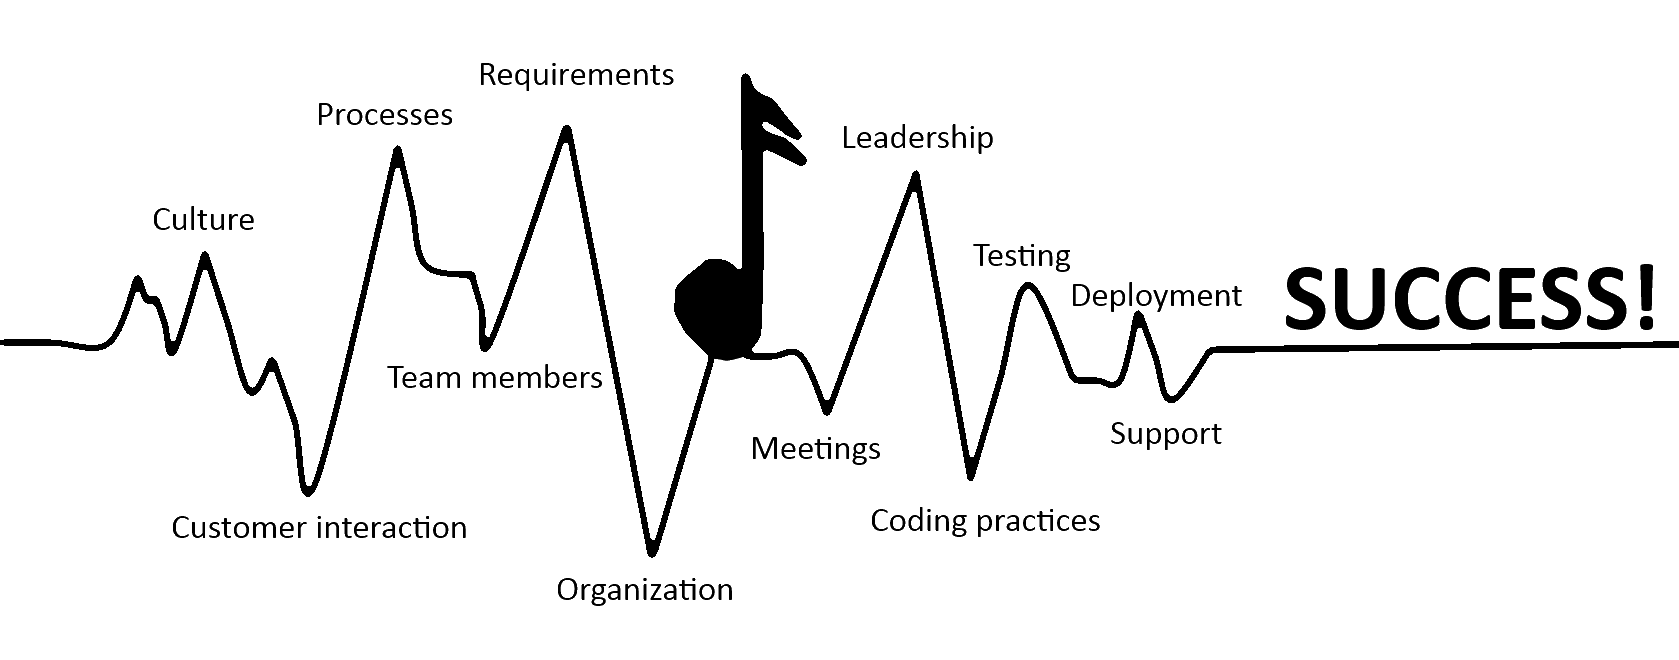 Culture
Customer interaction
Processes
Team members
Requirements
Organization
Meetings
Leadership
Coding practices
Testing
Deployment
Support
SUCCESS!